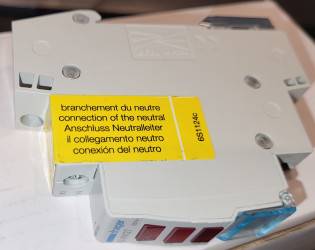 branchement du neutre
connection of the neutral
Anschluss Neutralleiter
il collegamento neutro
conexión del neutro
6S1124c